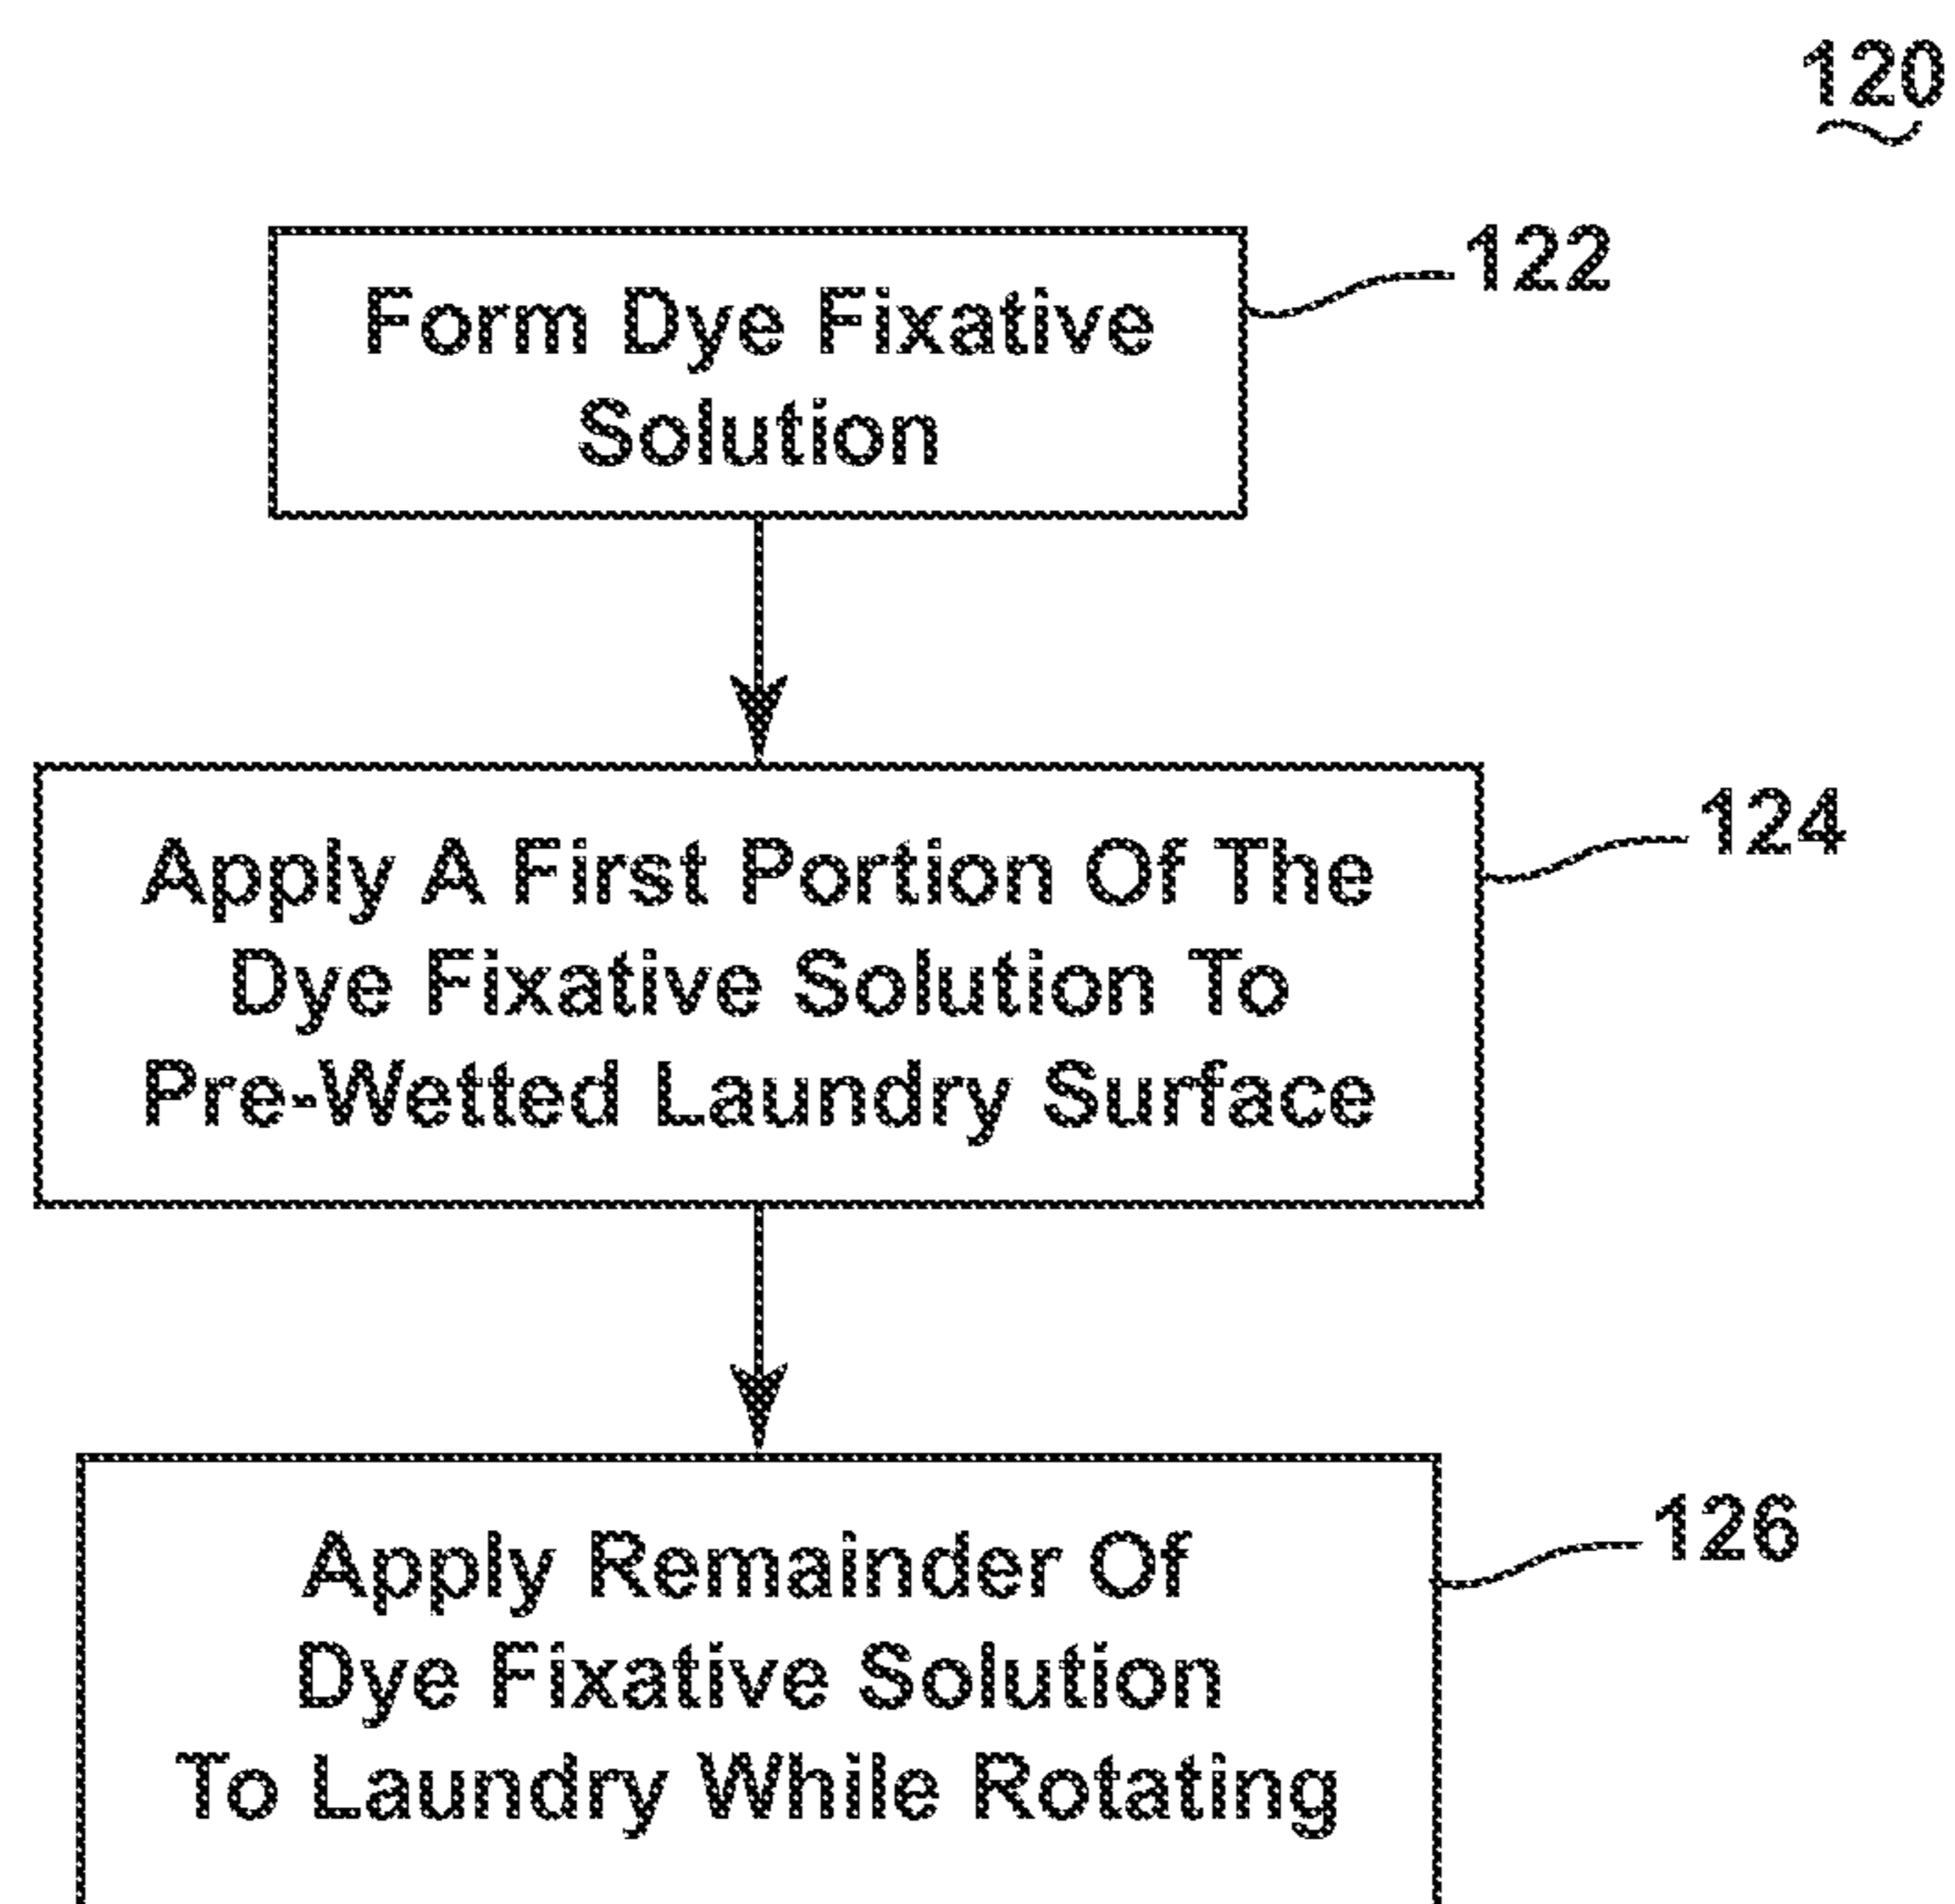 120
Form Dye Fixative
Solution
122
Apply A First Portion Of The
Dye Fixative Solution To
Pre-Wetted Laundry Surface
124
Apply Remainder Of
Dye Fixative Solution
To Laundry While Rotating
126